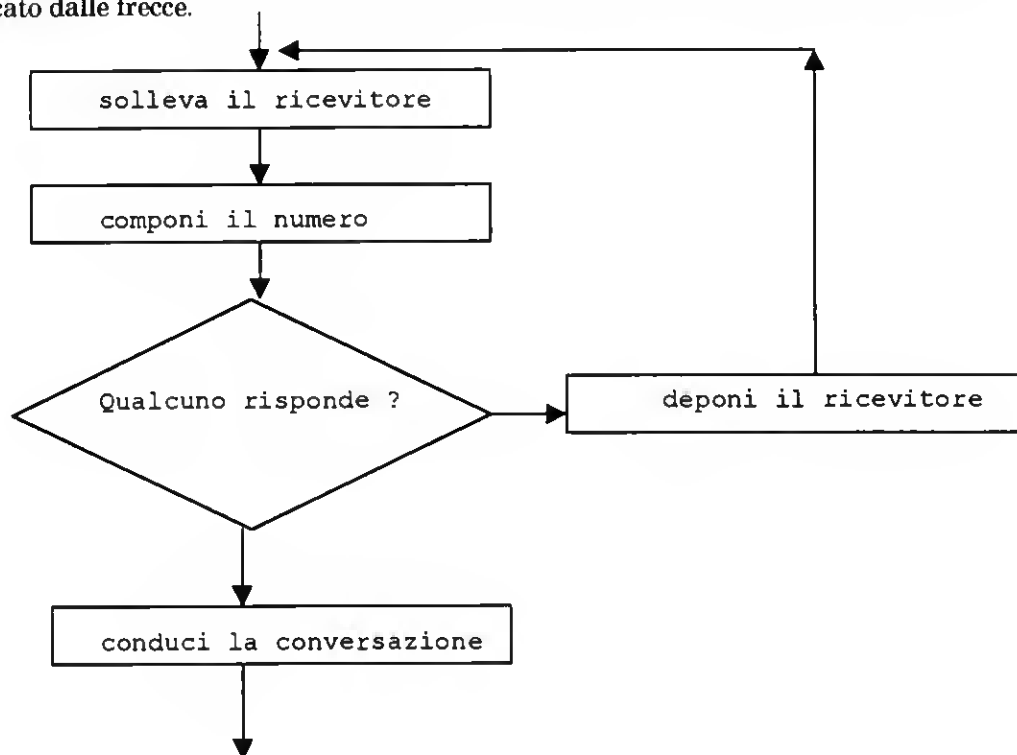 cato dalle frecce.
solleva il ricevitore
componi il numero
Qualcuno risponde ?
deponi il ricevitore
conduci la conversazione